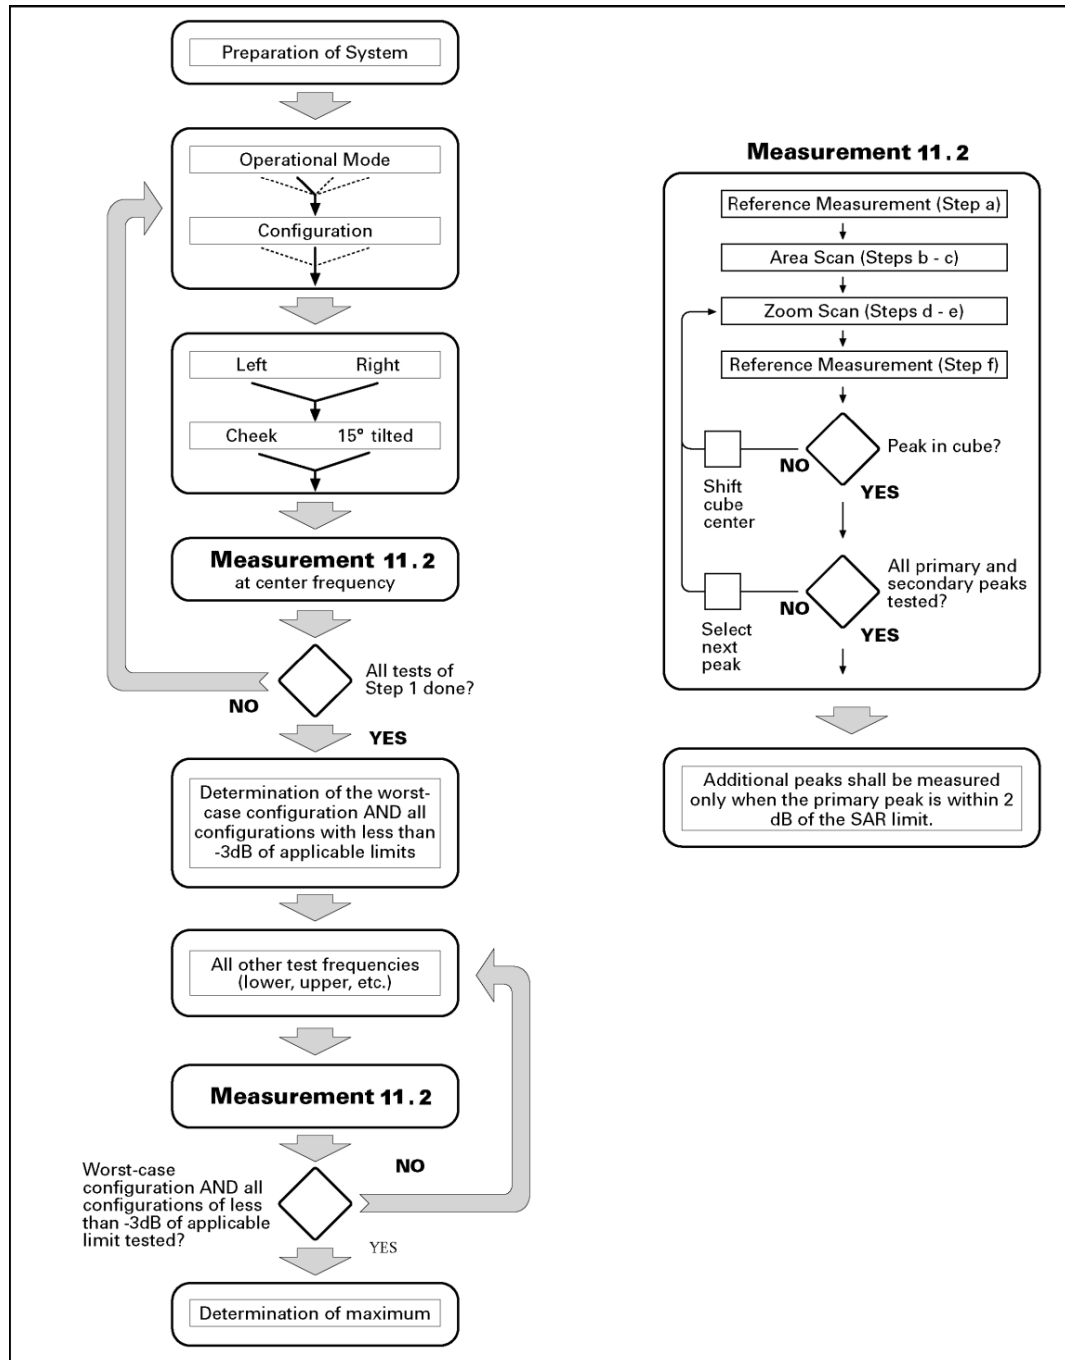 Preparation of System
Operational Mode
Configuration
Left Right
Cheek 15° tilted
Measurement 11.2
at center frequency
All tests of
Step 1 done?
NO
YES
Determination of the worst-
case configuration AND all
configurations with less than
-3dB of applicable limits
All other test frequencies
(lower, upper, etc.)
Measurement 11.2
NO
Worst-case
configuration AND all
configurations of less
than -3dB of applicable
limit tested?
YES
Determination of maximum
Measurement 11.2
Reference Measurement (Step a)
Area Scan (Steps b - c)
Zoom Scan (Steps d - e)
Reference Measurement (Step f)
Peak in cube?
NO
YES
Shift
cube
center
All primary and
secondary peaks
tested?
NO
YES
Select
next
peak
Additional peaks shall be measured
only when the primary peak is within 2
dB of the SAR limit.